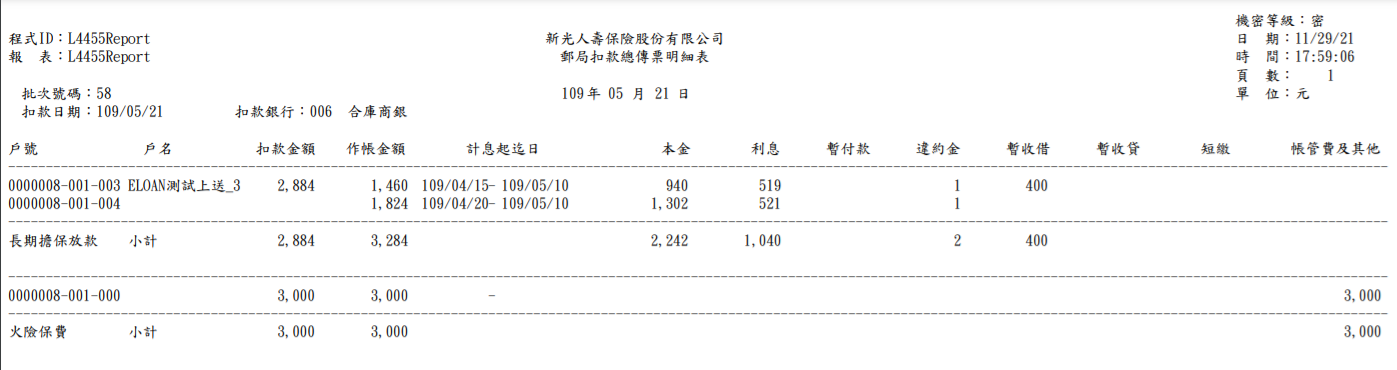 機密等級：密
程式ID：L4455Report 新光人壽保險股份有限公司 日 期：11/29/21
報 表：L4455Report 郵局扣款總傳票明細表 時 間：17:59:06
頁 數： 1
批次號碼：58 109年 05 月 21 日 單 位：元
扣款日期：109/05/21 扣款銀行：006 合庫商銀
戶號 戶名 扣款金額 作帳金額 計息起迄日 本金 利息 暫付款 違約金 暫收借 暫收貸 短繳 帳管費及其他
0000008-001-003 ELOAN測試上送_3 2,884 1,460 109/04/15- 109/05/10 940 519 1 400
0000008-001-004 1,824 109/04/20- 109/05/10 1,302 521 1
長期擔保放款 小計 2,884 3,284 2,242 1,040 2 400
0000008-001-000 3,000 3,000 - 3,000
火險保費 小計 3,000 3,000 3,000